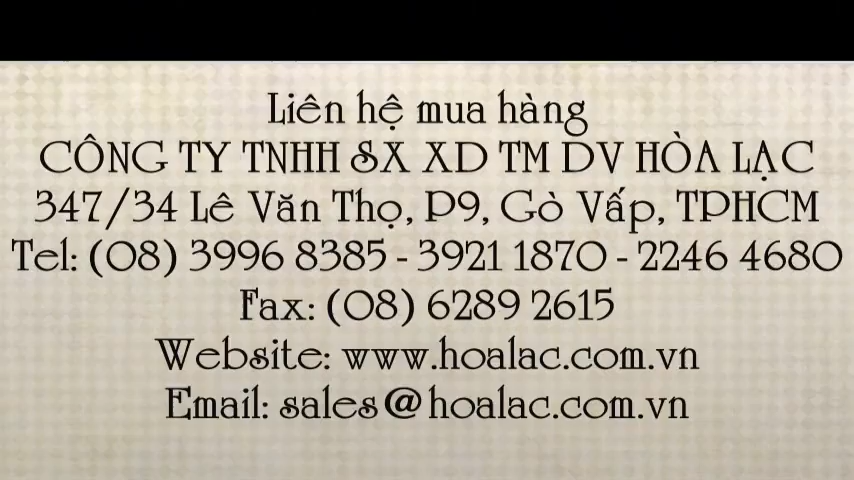 Liên hệ mua hàng
CÔNG TY TNHH SX XD TM DV HÒA LẠC
347/34 Lê Văn Thọ, P9, Gò Vấp, TPHCM
Tel: (08) 3996 8385 - 3921 1870 - 2246 4680
Fax: (08) 6289 2615
Website: www.hoalac.com.vn
Email: sales@hoalac.com.vn